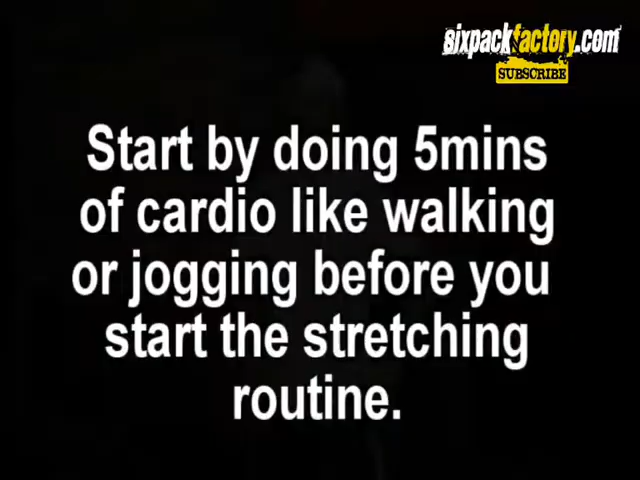 sixpackfactory.com
SUBSCRIBE
Start by doing 5mins
of cardio like walking
or jogging before you
start the stretching
routine.